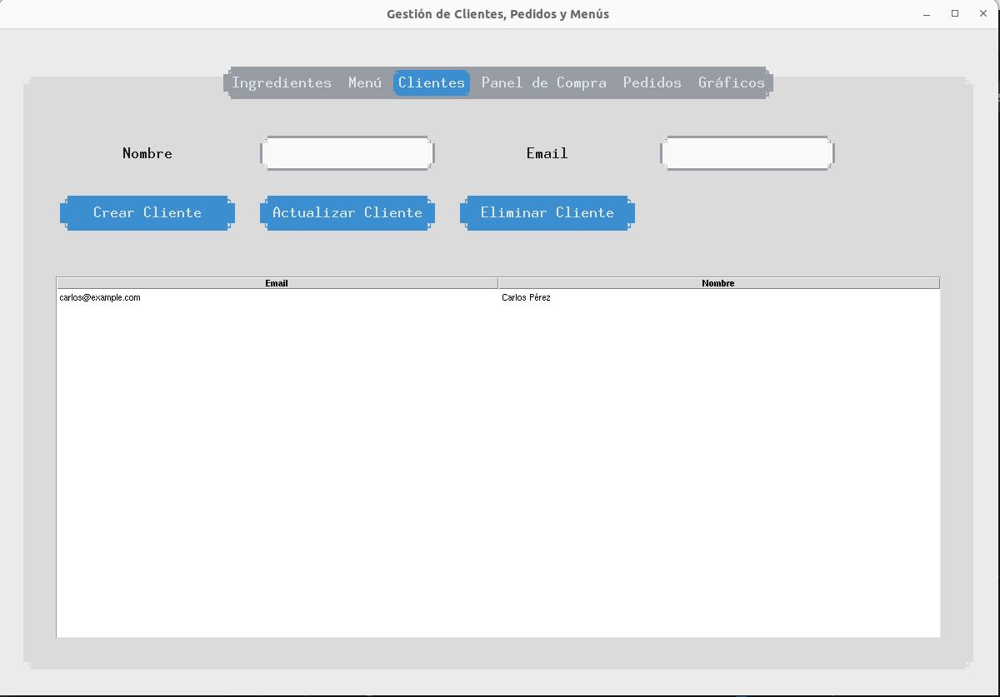 Gestión de Clientes, Pedidos y Menús
Ingredientes Menú Clientes Panel de Compra Pedidos Gráficos
Nombre Email
Crear Cliente Actualizar Cliente Eliminar Cliente
Email Nombre
carlos@example.com Carlos Pérez